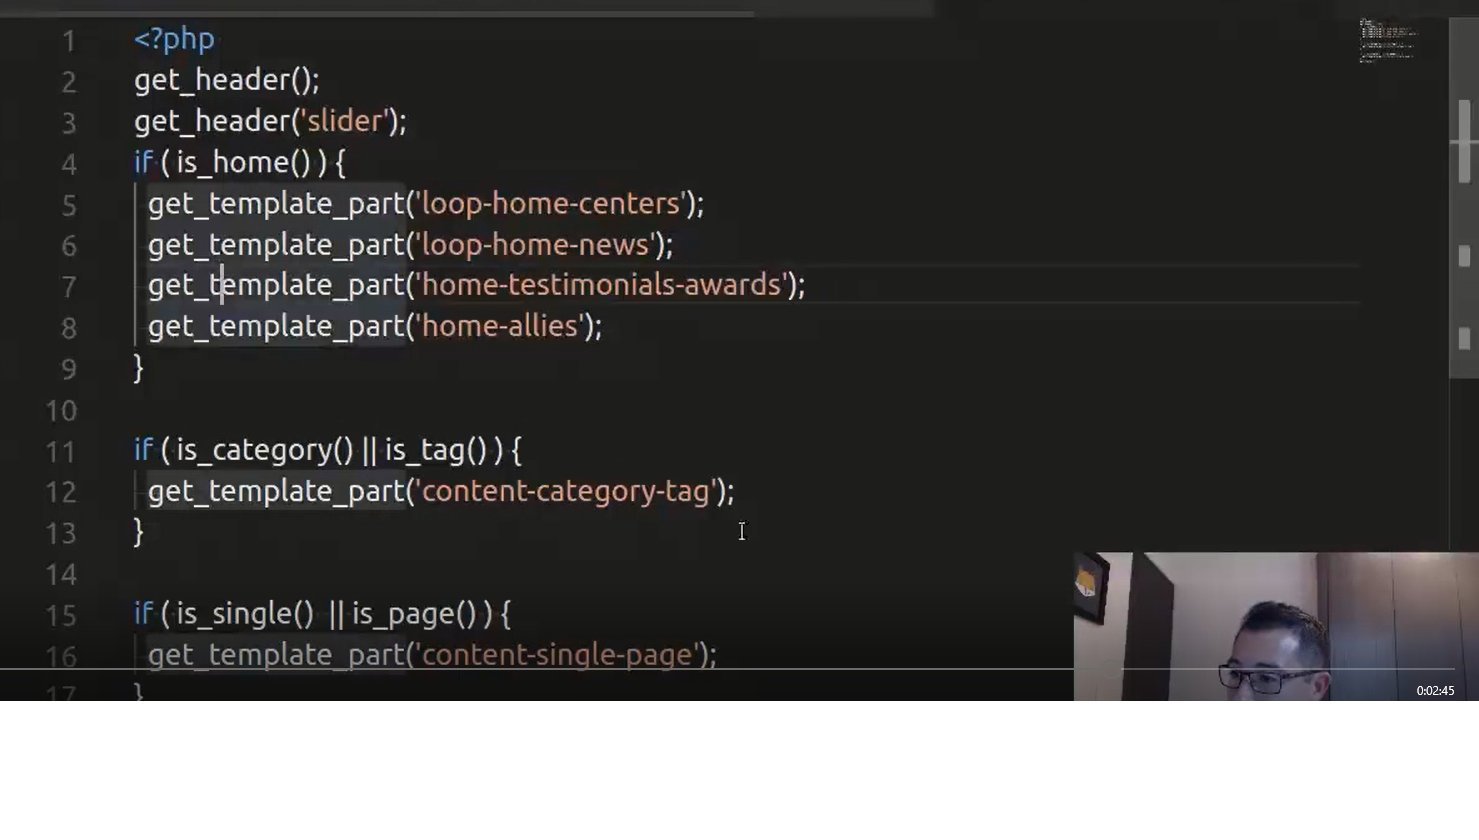 1 <?php
2 get_header();
3 get_header('slider');
4 if ( is_home() ) {
5 get_template_part('loop-home-centers');
6 get_template_part('loop-home-news');
7 get_template_part('home-testimonials-awards');
8 get_template_part('home-allies');
9 }
10
11 if ( is_category() || is_tag() ) {
12 get_template_part('content-category-tag');
13 }
14
15 if ( is_single() || is_page() ) {
16 get_template_part('content-single-page');
17 }
0:02:45